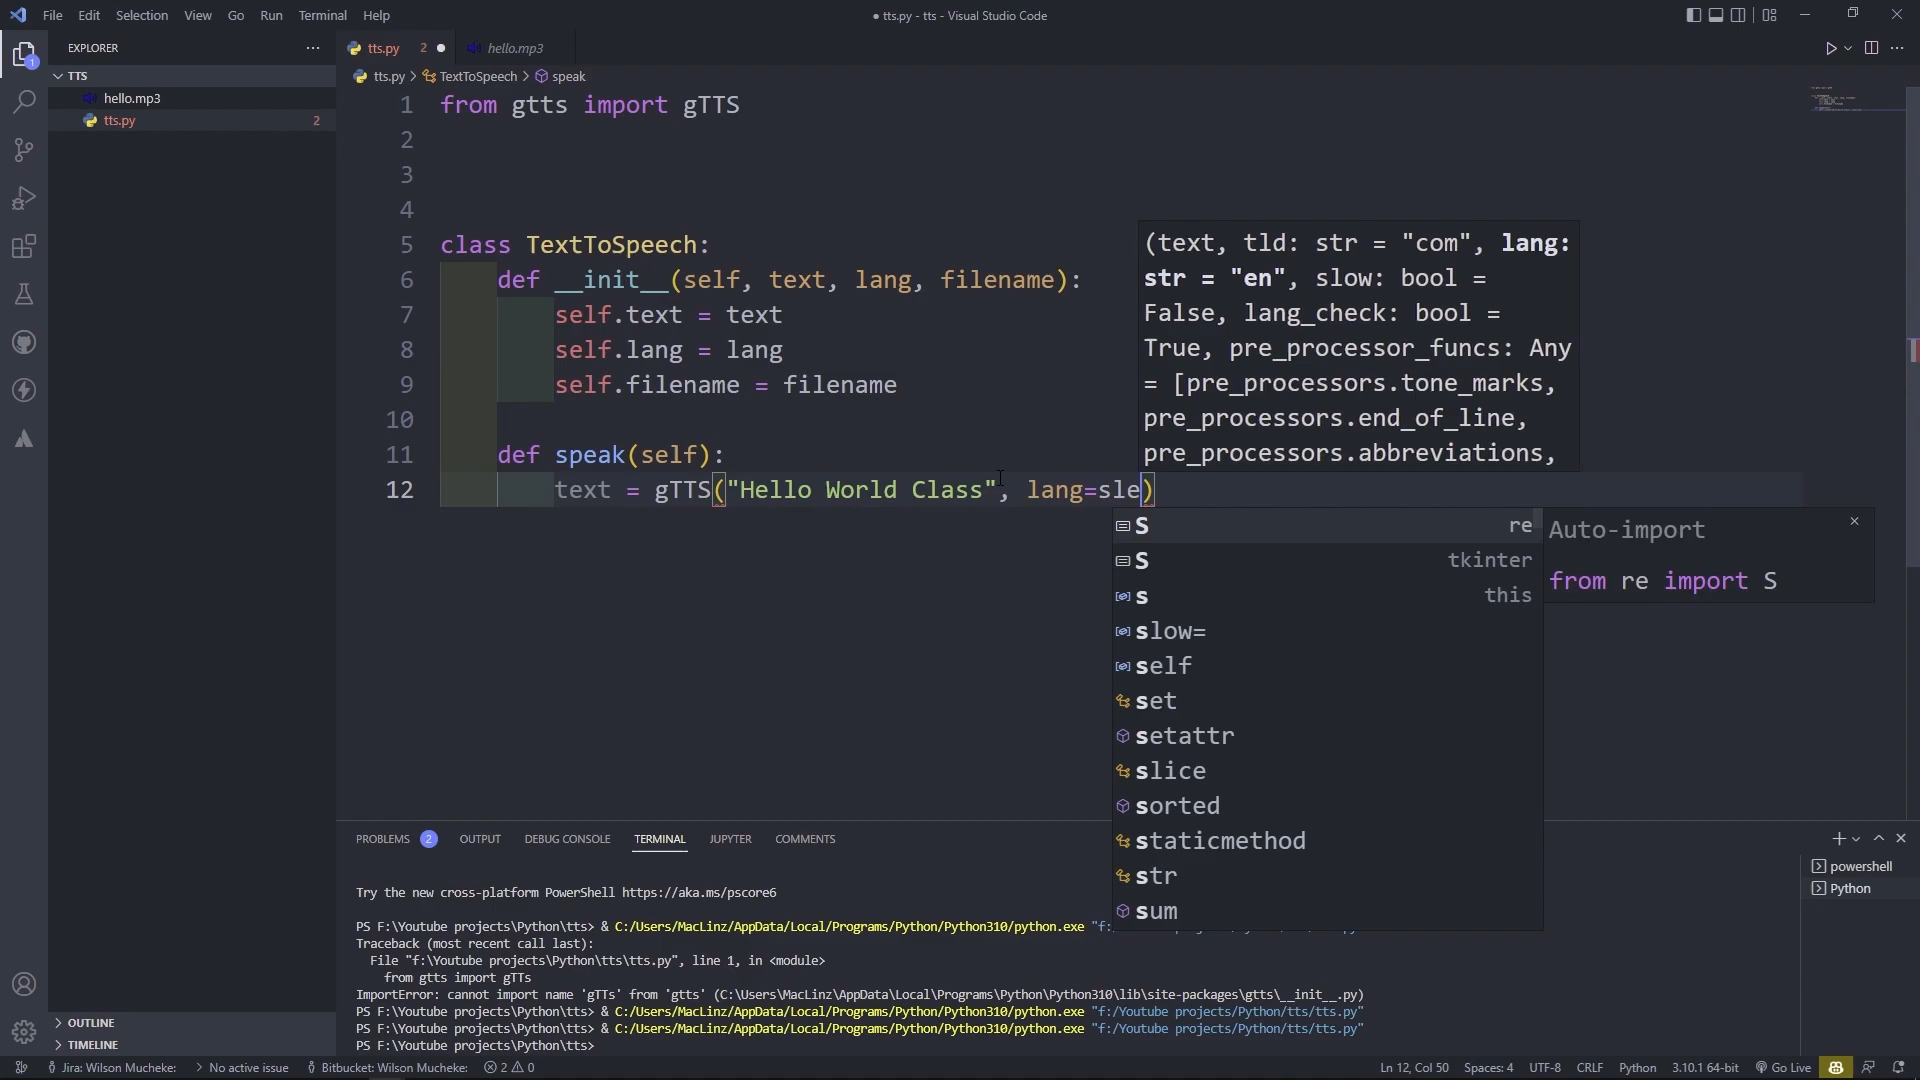 File Edit Selection View Go Run Terminal Help
● tts.py - tts - Visual Studio Code
EXPLORER
TTS
hello.mp3
tts.py 2
OUTLINE
TIMELINE
1
tts.py 2 ●
hello.mp3
tts.py > TextToSpeech > speak
1 from gtts import gTTS
2
3
4
5 class TextToSpeech:
6 def __init__(self, text, lang, filename):
7 self.text = text
8 self.lang = lang
9 self.filename = filename
10
11 def speak(self):
12 text = gTTS("Hello World Class", lang=sle)
(text, tld: str = "com", lang:
str = "en", slow: bool =
False, lang_check: bool =
True, pre_processor_funcs: Any
= [pre_processors.tone_marks,
pre_processors.end_of_line,
pre_processors.abbreviations,
S re
S tkinter
s this
slow=
self
set
setattr
slice
sorted
staticmethod
str
sum
Auto-import
from re import S
PROBLEMS 2 OUTPUT DEBUG CONSOLE TERMINAL JUPYTER COMMENTS
Try the new cross-platform PowerShell https://aka.ms/pscore6
PS F:\Youtube projects\Python\tts> & C:/Users/MacLinz/AppData/Local/Programs/Python/Python310/python.exe "f:
Traceback (most recent call last):
File "f:\Youtube projects\Python\tts\tts.py", line 1, in <module>
from gtts import gTTs
ImportError: cannot import name 'gTTs' from 'gtts' (C:\Users\MacLinz\AppData\Local\Programs\Python\Python310\lib\site-packages\gtts\__init__.py)
PS F:\Youtube projects\Python\tts> & C:/Users/MacLinz/AppData/Local/Programs/Python/Python310/python.exe "f:/Youtube projects/Python/tts/tts.py"
PS F:\Youtube projects\Python\tts> & C:/Users/MacLinz/AppData/Local/Programs/Python/Python310/python.exe "f:/Youtube projects/Python/tts/tts.py"
PS F:\Youtube projects\Python\tts>
powershell
Python
Jira: Wilson Mucheke: > No active issue Bitbucket: Wilson Mucheke: 2 0
Ln 12, Col 50 Spaces: 4 UTF-8 CRLF Python 3.10.1 64-bit Go Live